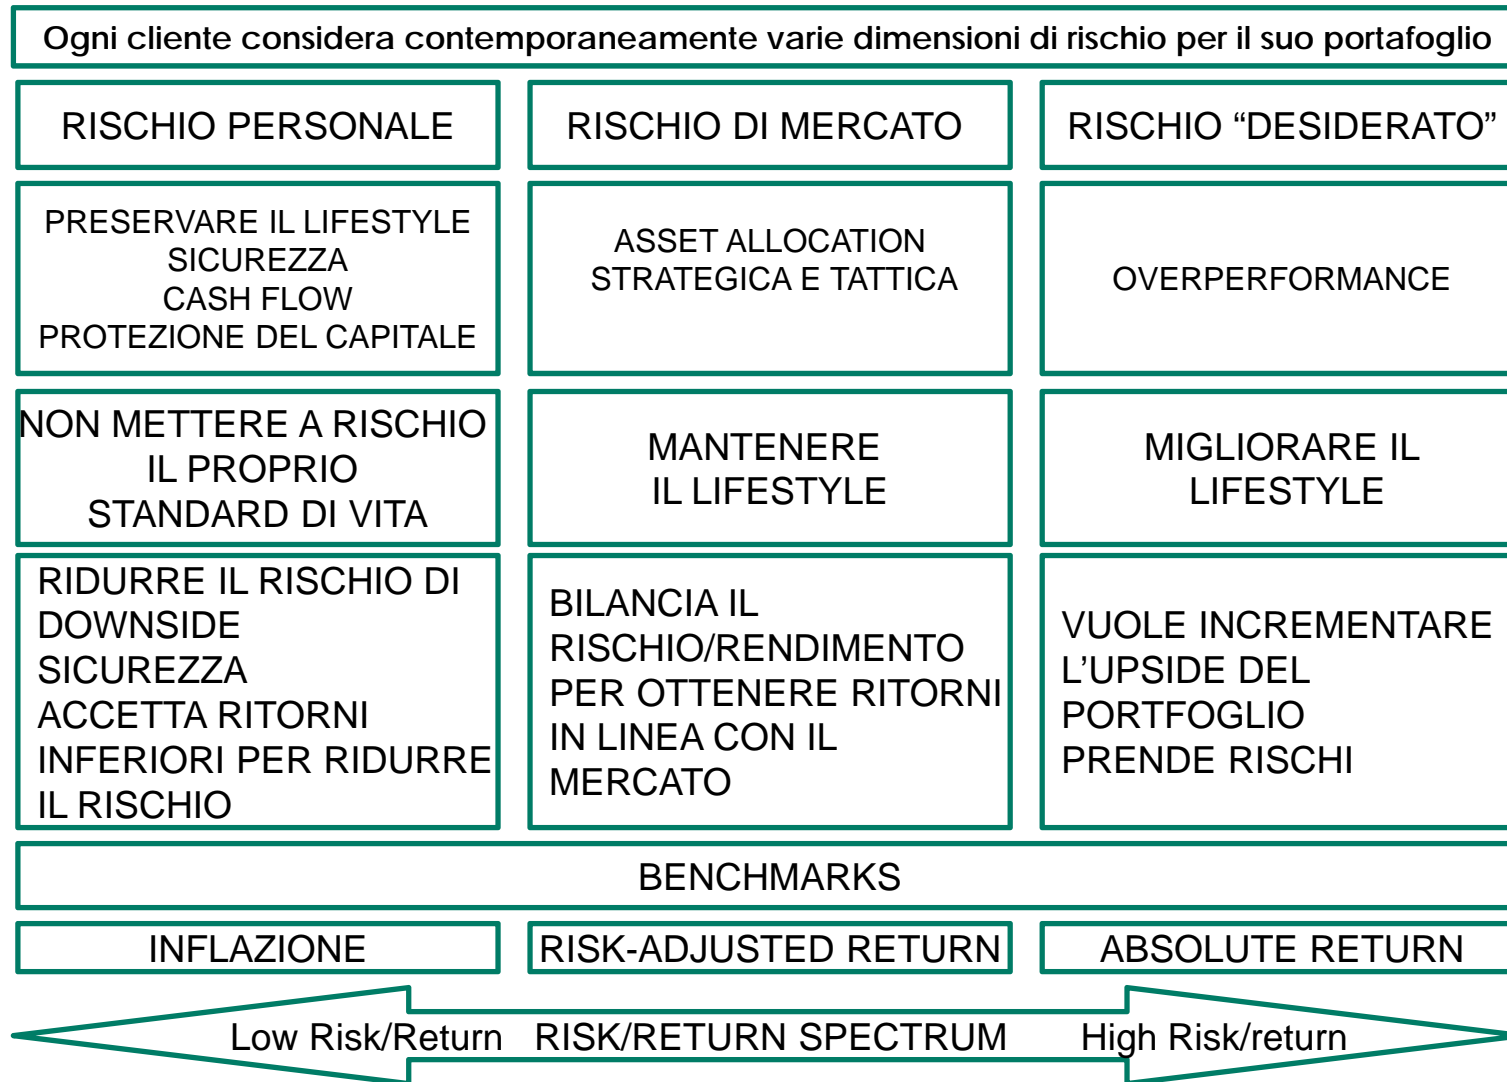 Ogni cliente considera contemporaneamente varie dimensioni di rischio per il suo portafoglio
RISCHIO PERSONALE
RISCHIO DI MERCATO
RISCHIO “DESIDERATO”
PRESERVARE IL LIFESTYLE
SICUREZZA
CASH FLOW
PROTEZIONE DEL CAPITALE
ASSET ALLOCATION
STRATEGICA E TATTICA
OVERPERFORMANCE
NON METTERE A RISCHIO
IL PROPRIO
STANDARD DI VITA
MANTENERE
IL LIFESTYLE
MIGLIORARE IL
LIFESTYLE
RIDURRE IL RISCHIO DI
DOWNSIDE
SICUREZZA
ACCETTA RITORNI
INFERIORI PER RIDURRE
IL RISCHIO
BILANCIA IL
RISCHIO/RENDIMENTO
PER OTTENERE RITORNI
IN LINEA CON IL
MERCATO
VUOLE INCREMENTARE
L’UPSIDE DEL
PORTFOGLIO
PRENDE RISCHI
BENCHMARKS
INFLAZIONE
RISK-ADJUSTED RETURN
ABSOLUTE RETURN
Low Risk/Return
RISK/RETURN SPECTRUM
High Risk/return